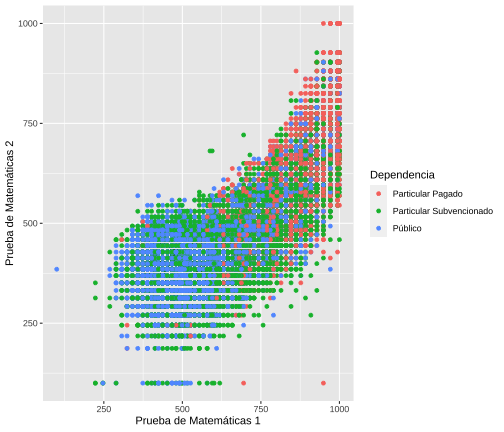 1000
750
500
250
Prueba de Matemáticas 2
250
500
750
1000
Prueba de Matemáticas 1
Dependencia
Particular Pagado
Particular Subvencionado
Público